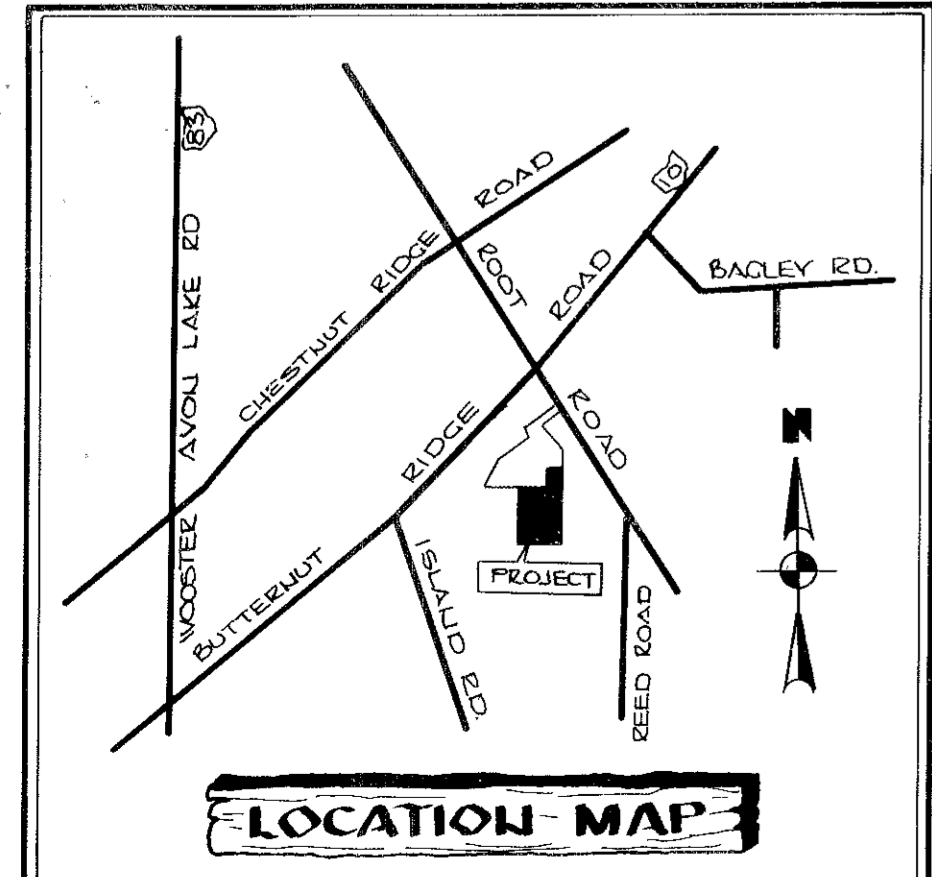 83
WOOSTER AVON LAKE RD
CHESTNUT RIDGE ROAD
ROOT ROAD
10
BAGLEY RD.
BUTTERNUT RIDGE ROAD
N
ISLAND RD.
PROJECT
REED ROAD
LOCATION MAP